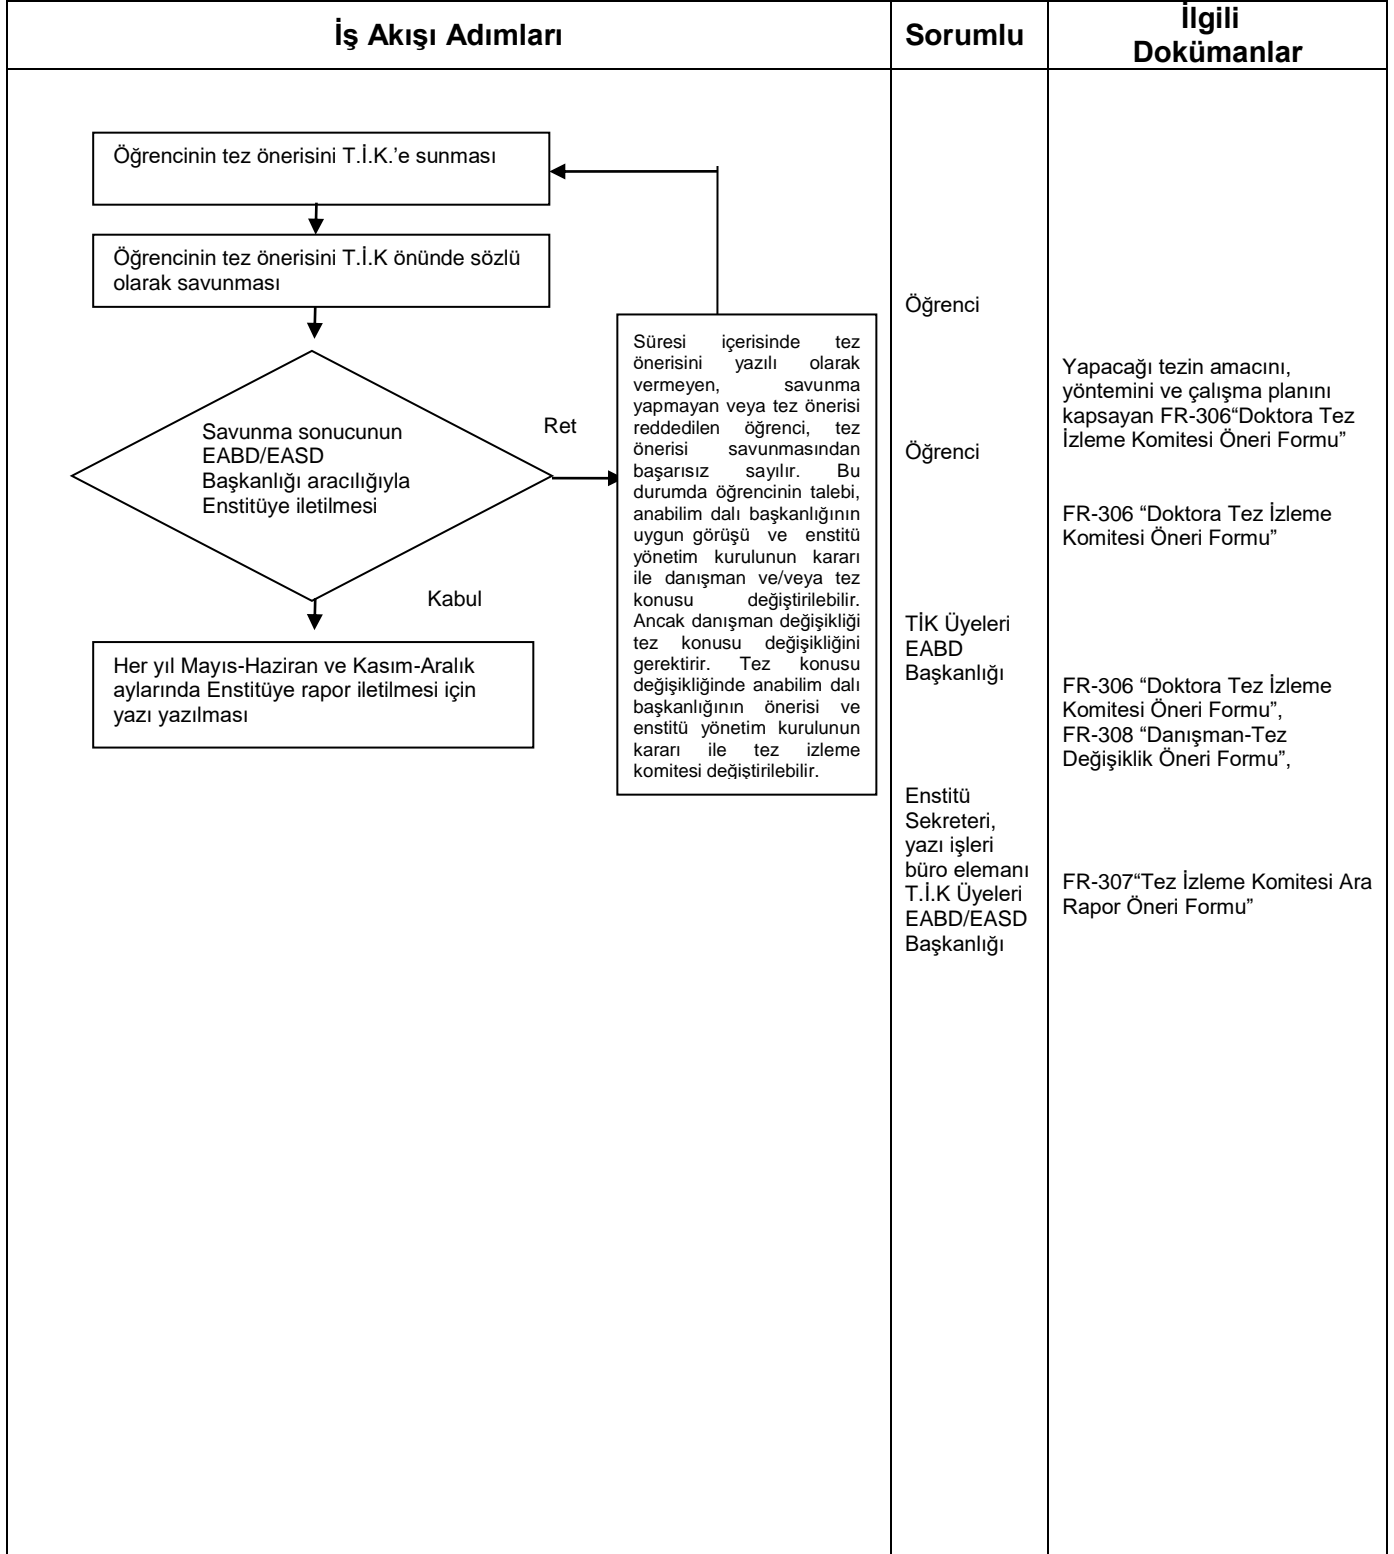 İş Akışı Adımları
Sorumlu
İlgili
Dokümanlar
Öğrencinin tez önerisini T.İ.K.’e sunması
Öğrencinin tez önerisini T.İ.K önünde sözlü
olarak savunması
Savunma sonucunun
EABD/EASD
Başkanlığı aracılığıyla
Enstitüye iletilmesi
Ret
Kabul
Her yıl Mayıs-Haziran ve Kasım-Aralık
aylarında Enstitüye rapor iletilmesi için
yazı yazılması
Süresi içerisinde tez
önerisini yazılı olarak
vermeyen, savunma
yapmayan veya tez önerisi
reddedilen öğrenci, tez
önerisi savunmasından
başarısız sayılır. Bu
durumda öğrencinin talebi,
anabilim dalı başkanlığının
uygun görüşü ve enstitü
yönetim kurulunun kararı
ile danışman ve/veya tez
konusu değiştirilebilir.
Ancak danışman değişikliği
tez konusu değişikliğini
gerektirir. Tez konusu
değişikliğinde anabilim dalı
başkanlığının önerisi ve
enstitü yönetim kurulunun
kararı ile tez izleme
komitesi değiştirilebilir.
Öğrenci
Öğrenci
TİK Üyeleri
EABD
Başkanlığı
Enstitü
Sekreteri,
yazı işleri
büro elemanı
T.İ.K Üyeleri
EABD/EASD
Başkanlığı
Yapacağı tezin amacını,
yöntemini ve çalışma planını
kapsayan FR-306“Doktora Tez
İzleme Komitesi Öneri Formu”
FR-306 “Doktora Tez İzleme
Komitesi Öneri Formu”
FR-306 “Doktora Tez İzleme
Komitesi Öneri Formu”,
FR-308 “Danışman-Tez
Değişiklik Öneri Formu”,
FR-307“Tez İzleme Komitesi Ara
Rapor Öneri Formu”